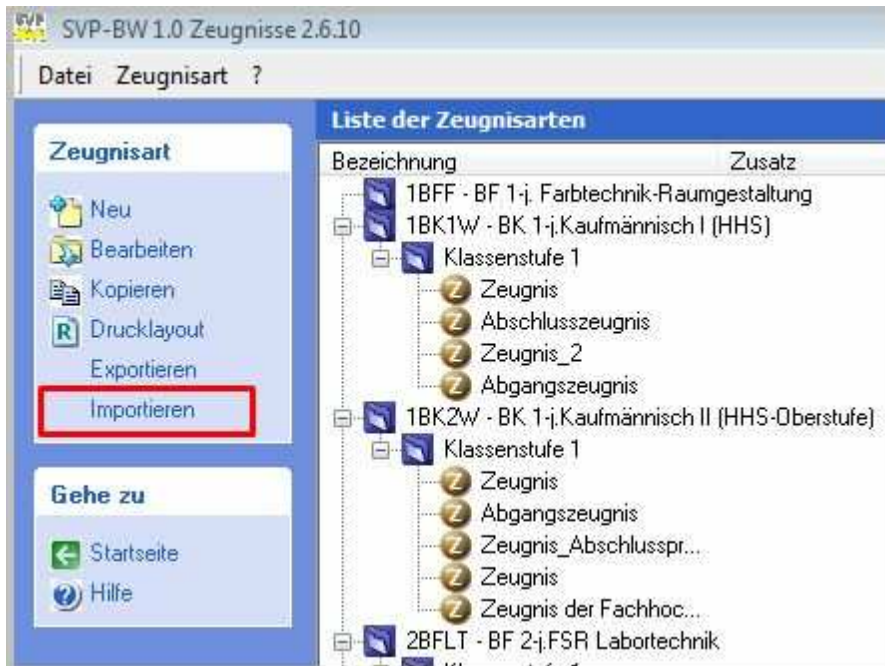 SVP-BW 1.0 Zeugnisse 2.6.10
Datei Zeugnisart ?
Zeugnisart
Neu
Bearbeiten
Kopieren
Drucklayout
Exportieren
Importieren
Gehe zu
Startseite
Hilfe
Liste der Zeugnisarten
Bezeichnung Zusatz
1BFF - BF 1-j. Farbtechnik-Raumgestaltung
1BK1W - BK 1-j.Kaufmännisch I (HHS)
Klassenstufe 1
Zeugnis
Abschlusszeugnis
Zeugnis_2
Abgangszeugnis
1BK2W - BK 1-j.Kaufmännisch II (HHS-Oberstufe)
Klassenstufe 1
Zeugnis
Abgangszeugnis
Zeugnis_Abschlusspr...
Zeugnis
Zeugnis der Fachhoc...
2BFLT - BF 2-j.FSR Labortechnik